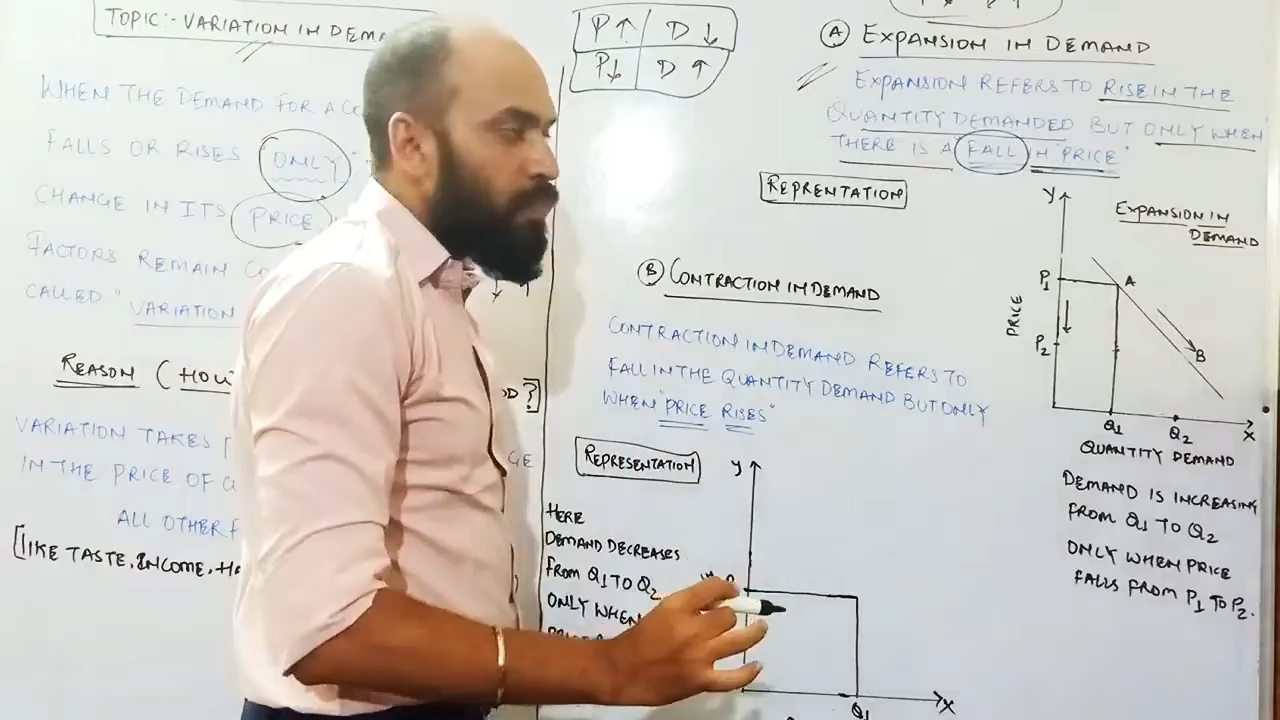 TOPIC:- VARIATION IN DEMA
WHEN THE DEMAND FOR A
FALLS OR RISES "ONLY"
CHANGE IN ITS PRICE
FACTORS REMAIN
CALLED "VARIATION
REASON (HOW
D ?]
VARIATION TAKES
IN THE PRICE OF
GE
ALL OTHER F
[LIKE TASTE, INCOME, HA
P↑ D↓
P↓ D↑
(A) EXPANSION IN DEMAND
EXPANSION REFERS TO RISE IN THE
QUANTITY DEMANDED BUT ONLY WHEN
THERE IS A "FALL IN PRICE"
REPRENTATION
Y
EXPANSION IN
DEMAND
P1
A
PRICE
P2
B
Q1
Q2
X
QUANTITY DEMAND
DEMAND IS INCREASING
FROM Q1 TO Q2
ONLY WHEN PRICE
FALLS FROM P1 TO P2.
(B) CONTRACTION IN DEMAND
CONTRACTION IN DEMAND REFERS TO
FALL IN THE QUANTITY DEMAND BUT ONLY
WHEN "PRICE RISES"
REPRESENTATION
HERE
DEMAND DECREASES
FROM Q1 TO Q2
ONLY WHEN
Y
Q1
X